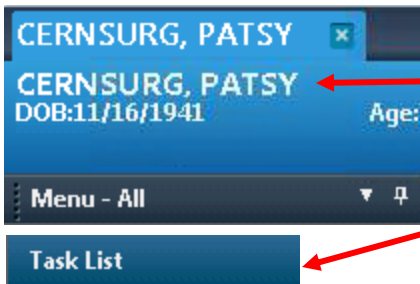 CERNSURG, PATSY
CERNSURG, PATSY
DOB:11/16/1941 Age:
Menu - All
Task List